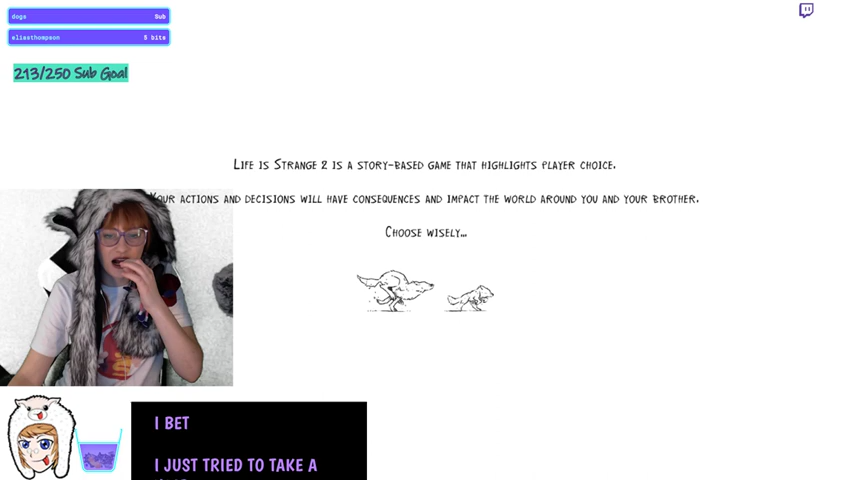 dogs Sub
eliasthompson 5 bits
213/250 Sub Goal
Life is Strange 2 is a story-based game that highlights player choice.
Your actions and decisions will have consequences and impact the world around you and your brother.
Choose wisely...
I BET
I JUST TRIED TO TAKE A